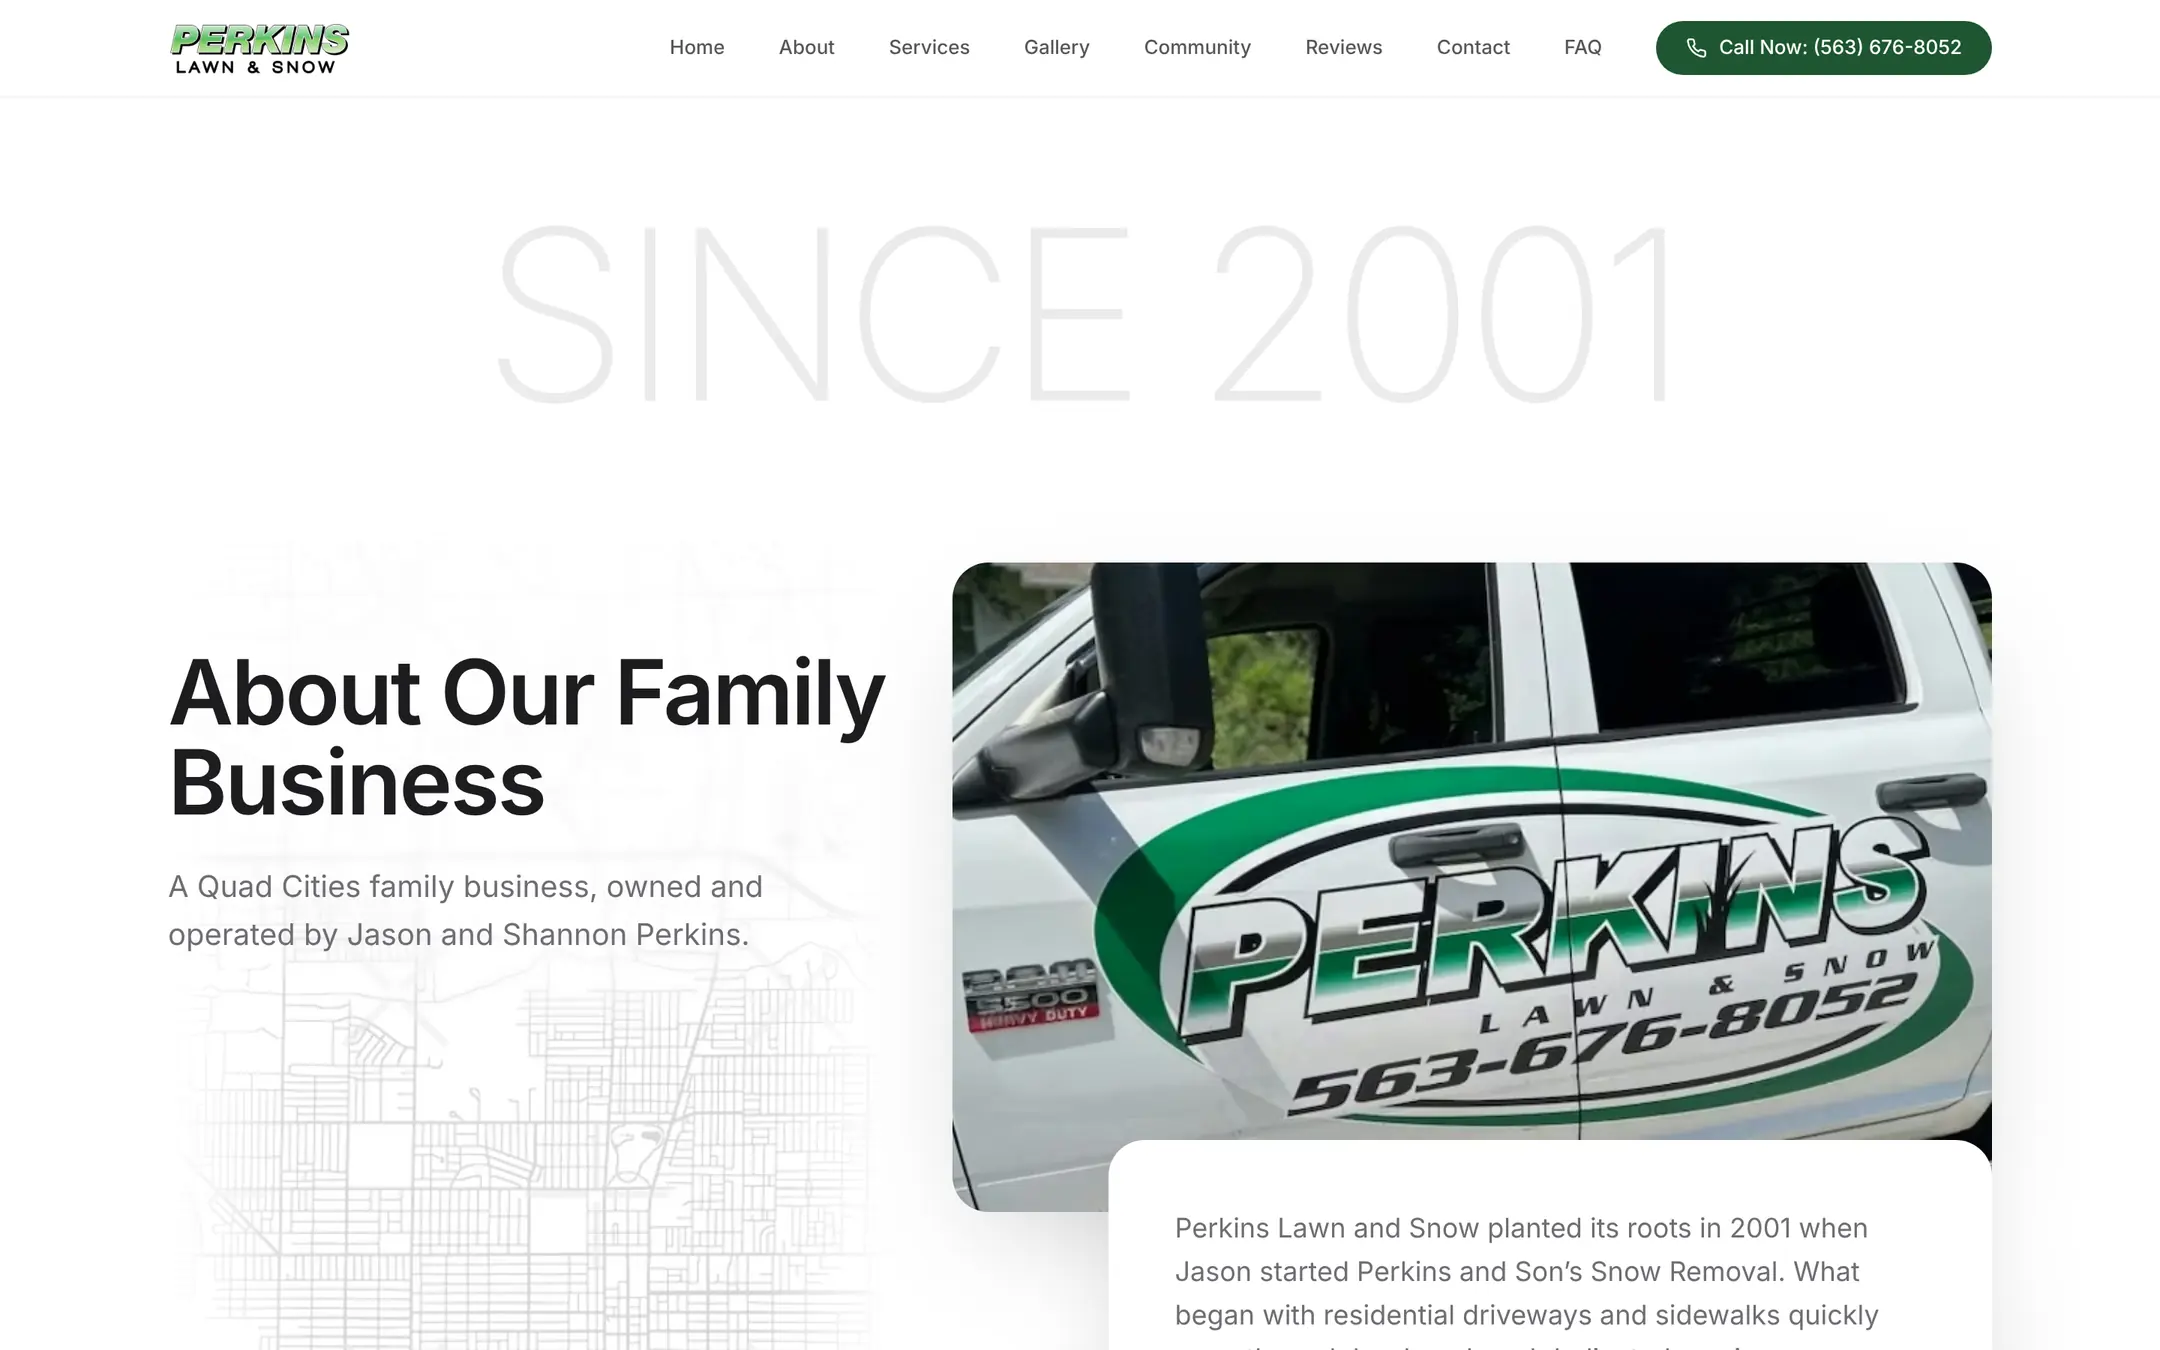 PERKINS
LAWN & SNOW
Home
About
Services
Gallery
Community
Reviews
Contact
FAQ
Call Now: (563) 676-8052
SINCE 2001
About Our Family
Business
A Quad Cities family business, owned and
operated by Jason and Shannon Perkins.
RAM
HEAVY DUTY
PERKINS
LAWN & SNOW
563-676-8052
Perkins Lawn and Snow planted its roots in 2001 when
Jason started Perkins and Son’s Snow Removal. What
began with residential driveways and sidewalks quickly